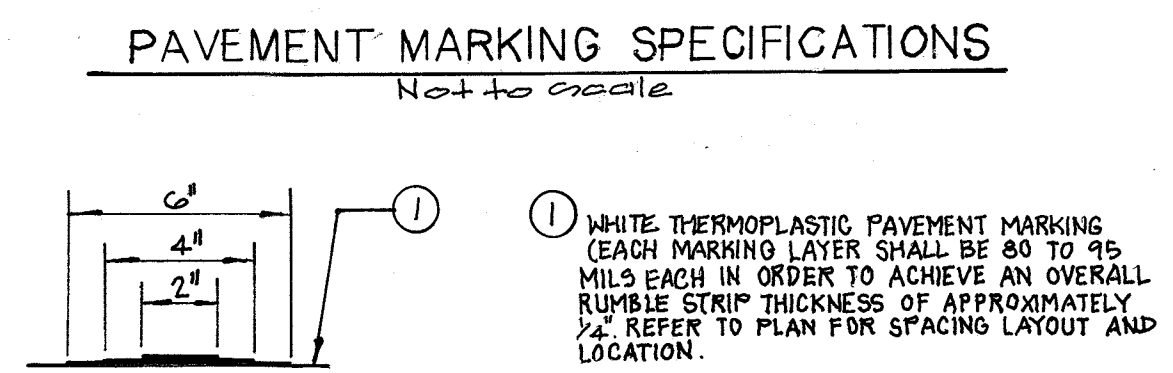 PAVEMENT MARKING SPECIFICATIONS
Not to scale
6"
4"
2"
1
1 WHITE THERMOPLASTIC PAVEMENT MARKING
(EACH MARKING LAYER SHALL BE 80 TO 95
MILS EACH IN ORDER TO ACHIEVE AN OVERALL
RUMBLE STRIP THICKNESS OF APPROXIMATELY
1/4". REFER TO PLAN FOR SPACING LAYOUT AND
LOCATION.